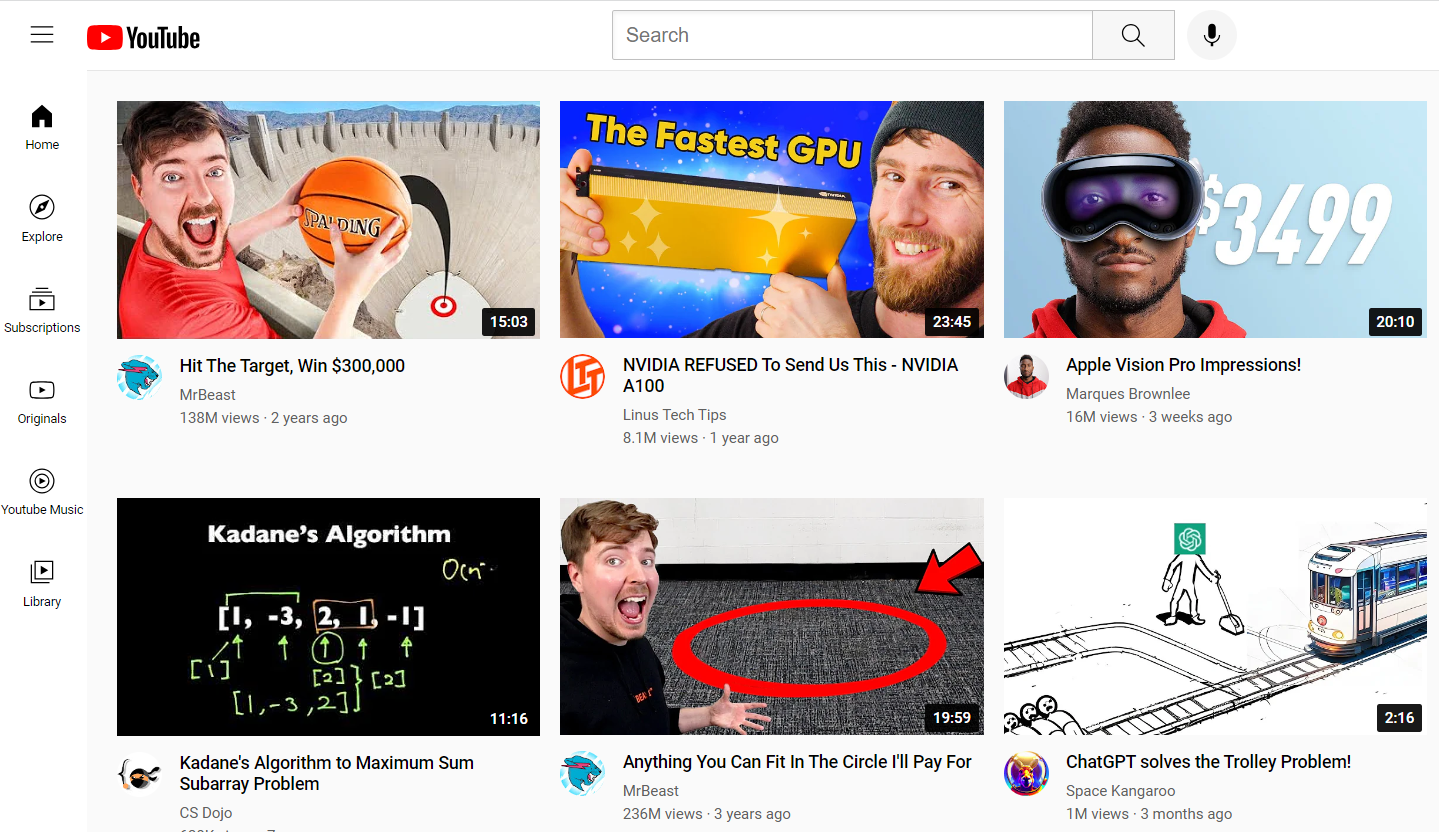 YouTube
Search
Home
Explore
Subscriptions
Originals
Youtube Music
Library
SPALDING
15:03
Hit The Target, Win $300,000
MrBeast
138M views · 2 years ago
The Fastest GPU
NVIDIA
23:45
NVIDIA REFUSED To Send Us This - NVIDIA
A100
Linus Tech Tips
8.1M views · 1 year ago
$3499
20:10
Apple Vision Pro Impressions!
Marques Brownlee
16M views · 3 weeks ago
Kadane's Algorithm
[1, -3, 2, 1, -1]
[1]
[2]
[2]
[1,-3,2]
11:16
Kadane's Algorithm to Maximum Sum
Subarray Problem
CS Dojo
19:59
Anything You Can Fit In The Circle I'll Pay For
MrBeast
236M views · 3 years ago
2:16
ChatGPT solves the Trolley Problem!
Space Kangaroo
1M views · 3 months ago